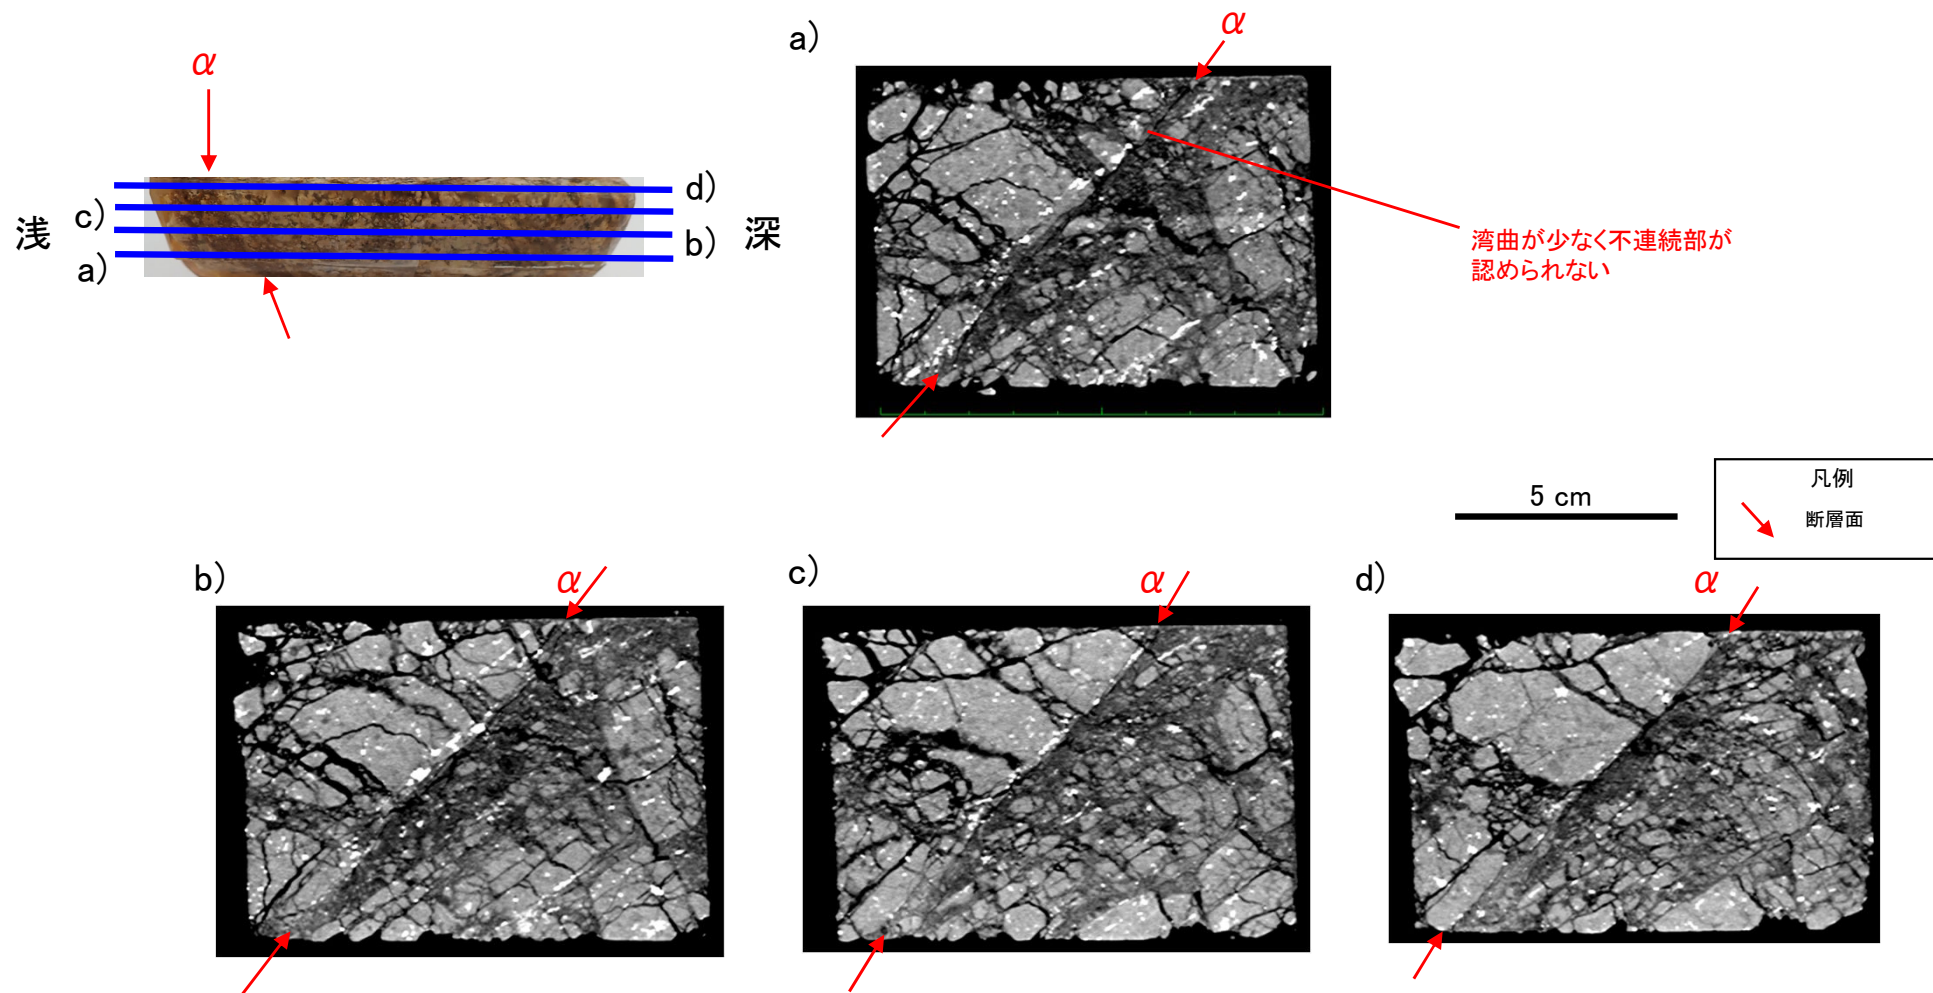 α
浅
深
a)
b)
c)
d)
a)
α
湾曲が少なく不連続部が
認められない
5 cm
凡例
断層面
b)
α
c)
α
d)
α